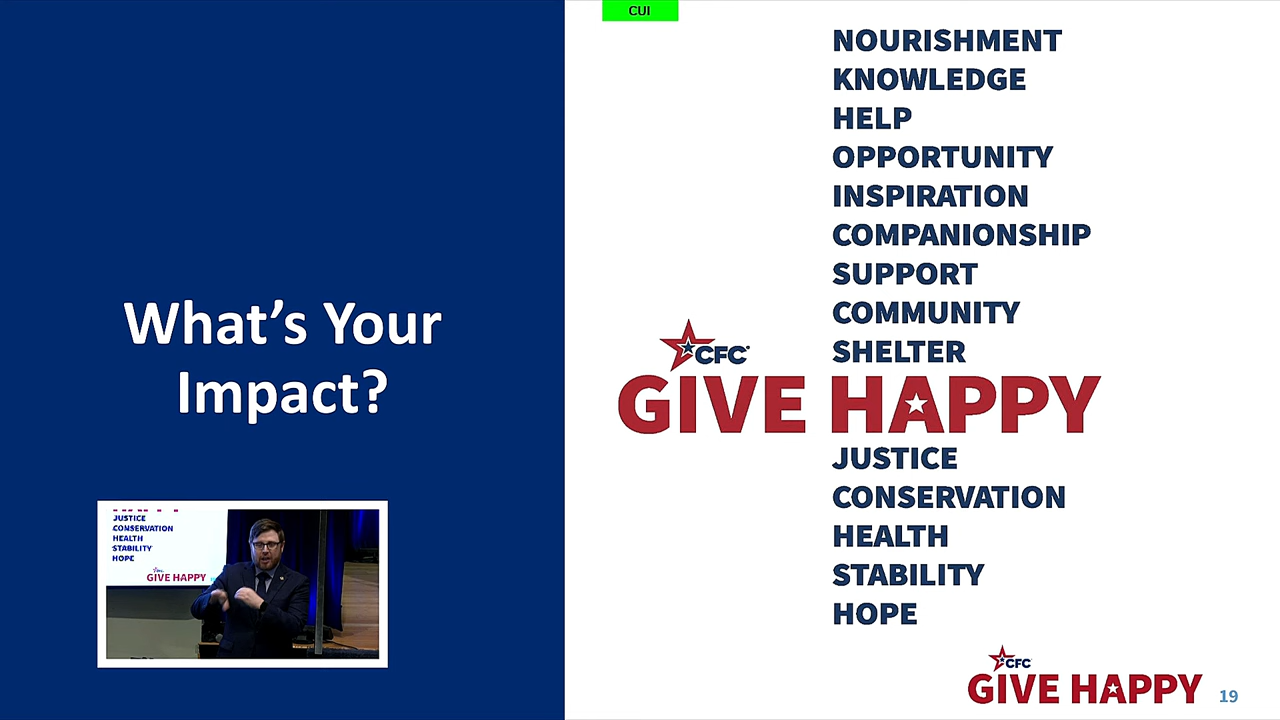 CUI
What's Your
Impact?
NOURISHMENT
KNOWLEDGE
HELP
OPPORTUNITY
INSPIRATION
COMPANIONSHIP
SUPPORT
COMMUNITY
SHELTER
CFC
GIVE HAPPY
JUSTICE
CONSERVATION
HEALTH
STABILITY
HOPE
JUSTICE
CONSERVATION
HEALTH
STABILITY
HOPE
GIVE HAPPY
CFC
GIVE HAPPY
19